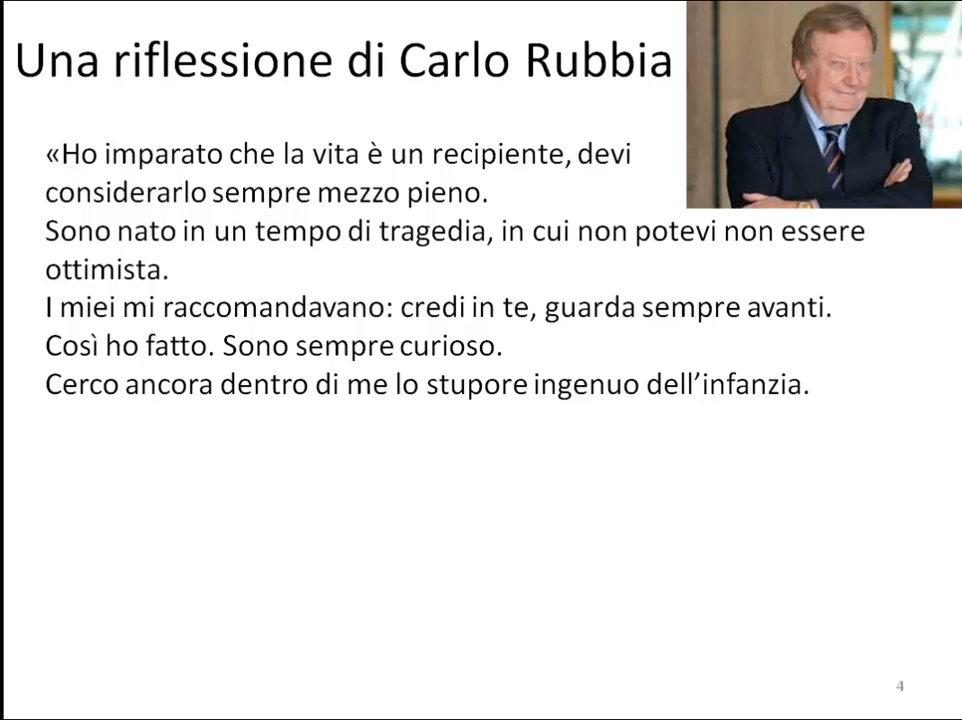 Una riflessione di Carlo Rubbia
«Ho imparato che la vita è un recipiente, devi
considerarlo sempre mezzo pieno.
Sono nato in un tempo di tragedia, in cui non potevi non essere
ottimista.
I miei mi raccomandavano: credi in te, guarda sempre avanti.
Così ho fatto. Sono sempre curioso.
Cerco ancora dentro di me lo stupore ingenuo dell’infanzia.
4